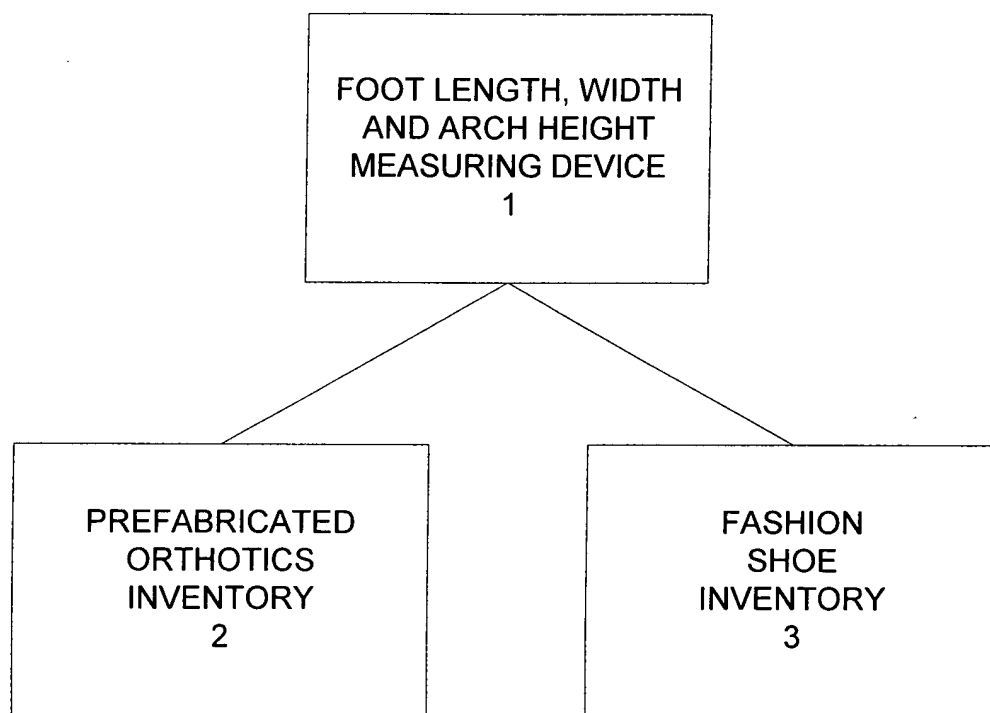 FOOT LENGTH, WIDTH
AND ARCH HEIGHT
MEASURING DEVICE
1
PREFABRICATED
ORTHOTICS
INVENTORY
2
FASHION
SHOE
INVENTORY
3